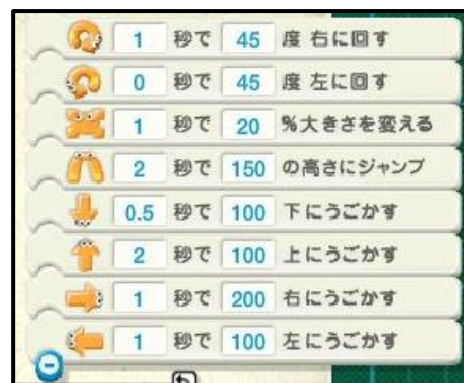 1 秒で 45 度 右に回す
0 秒で 45 度 左に回す
1 秒で 20 %大きさを変える
2 秒で 150 の高さにジャンプ
0.5 秒で 100 下にうごかす
2 秒で 100 上にうごかす
1 秒で 200 右にうごかす
1 秒で 100 左にうごかす